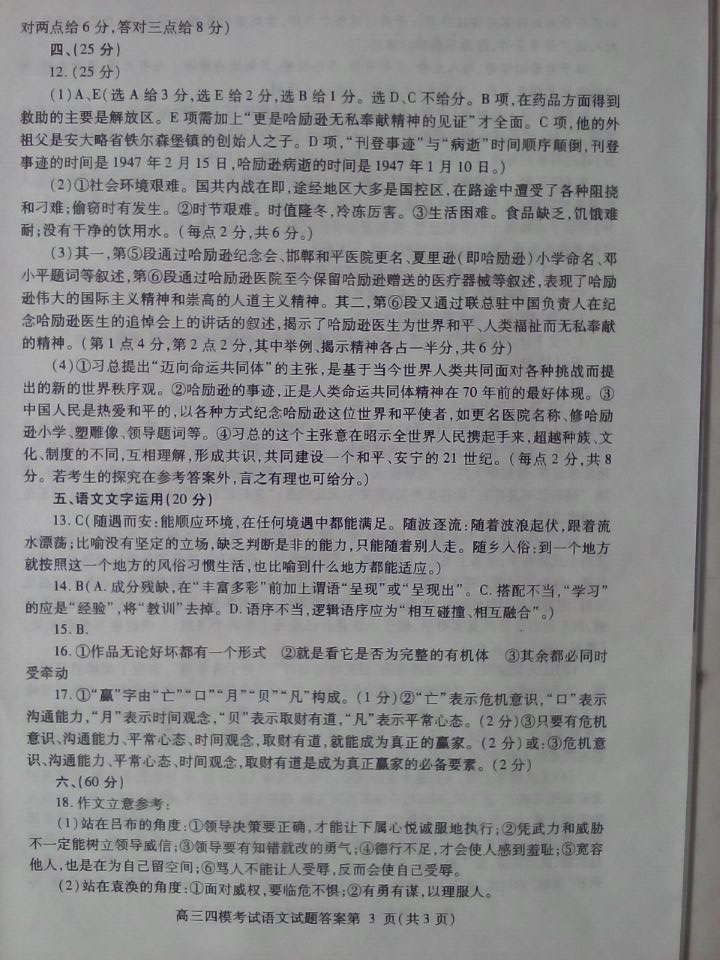 对两点给6分,答对三点给8分)
四、(25分)
12.(25分)
(1)A、E(选A给3分,选E给2分,选B给1分。选D、C不给分。B项,在药品方面得到
救助的主要是解放区。E项需加上“更是哈励逊无私奉献精神的见证”才全面。C项,他的外
祖父是安大略省铁尔森堡镇的创始人之子。D项,“刊登事迹”与“病逝”时间顺序颠倒,刊登
事迹的时间是1947年2月15日,哈励逊病逝的时间是1947年1月10日。)
(2)①社会环境艰难。国共内战在即,途经地区大多是国控区,在路途中遭受了各种阻挠
和刁难;偷窃时有发生。②时节艰难。时值隆冬,冷冻厉害。③生活困难。食品缺乏,饥饿难
耐;没有干净的饮用水。(每点2分,共6分。)
(3)其一,第⑤段通过哈励逊纪念会、邯郸和平医院更名、夏里逊(即哈励逊)小学命名、邓
小平题词等叙述,第⑥段通过哈励逊医院至今保留哈励逊赠送的医疗器械等叙述,表现了哈励
逊伟大的国际主义精神和崇高的人道主义精神。其二,第⑥段又通过联总驻中国负责人在纪
念哈励逊医生的追悼会上的讲话的叙述,揭示了哈励逊医生为世界和平、人类福祉而无私奉献
的精神。(第1点4分,第2点2分,其中举例、揭示精神各占一半分,共6分)
(4)①习总提出“迈向命运共同体”的主张,是基于当今世界人类共同面对各种挑战而提
出的新的世界秩序观。②哈励逊的事迹,正是人类命运共同体精神在70年前的最好体现。③
中国人民是热爱和平的,以各种方式纪念哈励逊这位世界和平使者,如更名医院名称、修哈励
逊小学、塑雕像、领导题词等。④习总的这个主张意在昭示全世界人民携起手来,超越种族、文
化、制度的不同,互相理解,形成共识,共同建设一个和平、安宁的21世纪。(每点2分,共8
分。若考生的探究在参考答案外,言之有理也可给分。)
五、语文文字运用(20分)
13.C(随遇而安:能顺应环境,在任何境遇中都能满足。随波逐流:随着波浪起伏,跟着流
水漂荡;比喻没有坚定的立场,缺乏判断是非的能力,只能随着别人走。随乡入俗:到一个地方
就按照这一个地方的风俗习惯生活,也比喻到什么地方都能适应。)
14.B(A.成分残缺,在“丰富多彩”前加上谓语“呈现”或“呈现出”。C.搭配不当,“学习”
的应是“经验”,将“教训”去掉。D.语序不当,逻辑语序应为“相互碰撞、相互融合”。)
15.B.
16.①作品无论好坏都有一个形式 ②就是看它是否为完整的有机体 ③其余都必同时
受牵动
17.①“赢”字由“亡”“口”“月”“贝”“凡”构成。(1分)②“亡”表示危机意识,“口”表示
沟通能力,“月”表示时间观念,“贝”表示取财有道,“凡”表示平常心态。(2分)③只要有危机
意识、沟通能力、平常心态、时间观念,取财有道,就能成为真正的赢家。(2分)或:③危机意
识、沟通能力、平常心态、时间观念,取财有道是成为真正赢家的必备要素。(2分)
六、(60分)
18.作文立意参考:
(1)站在吕布的角度:①领导决策要正确,才能让下属心悦诚服地执行;②凭武力和威胁
不一定能树立领导威信;③领导要有知错就改的勇气;④德行不足,才会使人感到羞耻;⑤宽容
他人,也是在为自己留空间;⑥骂人不能让人受辱,反而会使自己受辱。
(2)站在袁涣的角度:①面对威权,要临危不惧;②有勇有谋,以理服人。
高三四模考试语文试题答案第 3 页(共3页)